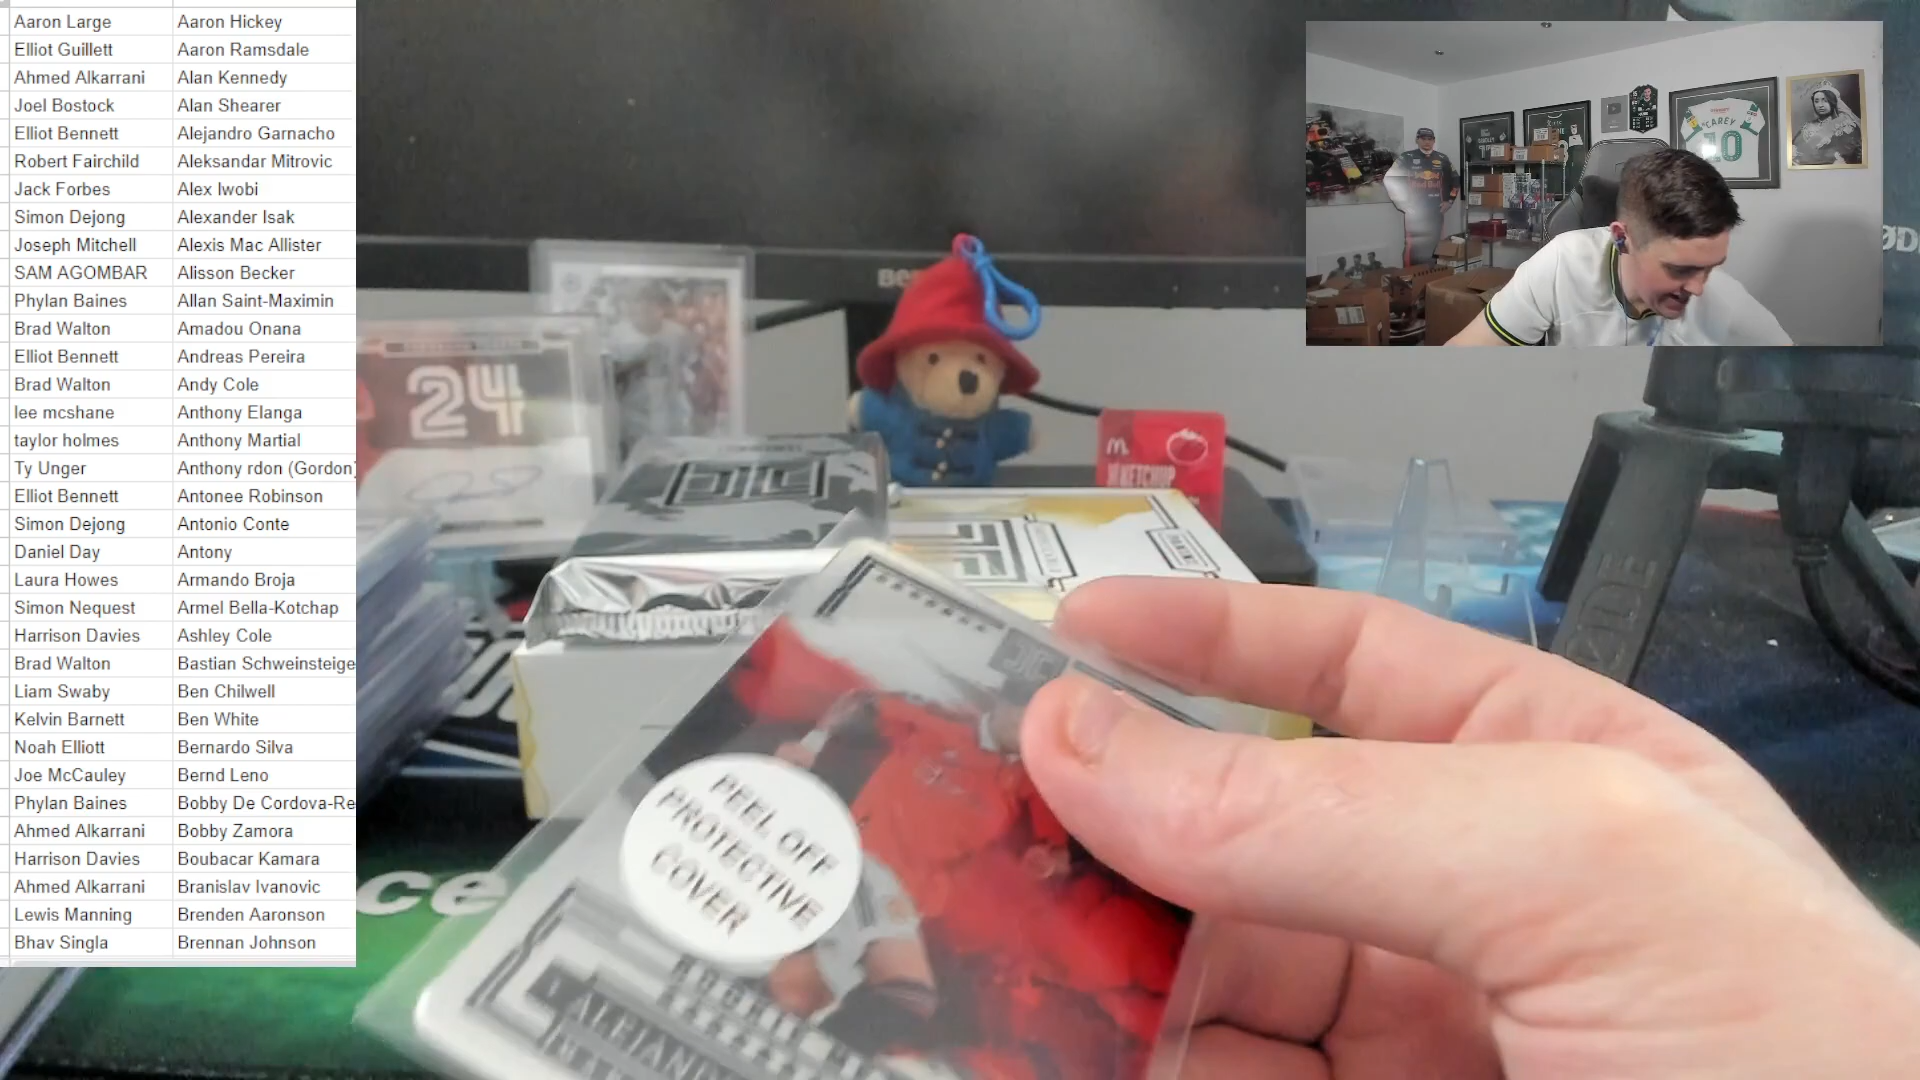 Aaron Large Aaron Hickey
Elliot Guillett Aaron Ramsdale
Ahmed Alkarrani Alan Kennedy
Joel Bostock Alan Shearer
Elliot Bennett Alejandro Garnacho
Robert Fairchild Aleksandar Mitrovic
Jack Forbes Alex Iwobi
Simon Dejong Alexander Isak
Joseph Mitchell Alexis Mac Allister
SAM AGOMBAR Alisson Becker
Phylan Baines Allan Saint-Maximin
Brad Walton Amadou Onana
Elliot Bennett Andreas Pereira
Brad Walton Andy Cole
lee mcshane Anthony Elanga
taylor holmes Anthony Martial
Ty Unger Anthony rdon (Gordon)
Elliot Bennett Antonee Robinson
Simon Dejong Antonio Conte
Daniel Day Antony
Laura Howes Armando Broja
Simon Nequest Armel Bella-Kotchap
Harrison Davies Ashley Cole
Brad Walton Bastian Schweinsteige
Liam Swaby Ben Chilwell
Kelvin Barnett Ben White
Noah Elliott Bernardo Silva
Joe McCauley Bernd Leno
Phylan Baines Bobby De Cordova-Re
Ahmed Alkarrani Bobby Zamora
Harrison Davies Boubacar Kamara
Ahmed Alkarrani Branislav Ivanovic
Lewis Manning Brenden Aaronson
Bhav Singla Brennan Johnson
CAREY
10
24
KETCHUP
PEEL OFF
PROTECTIVE
COVER
ce